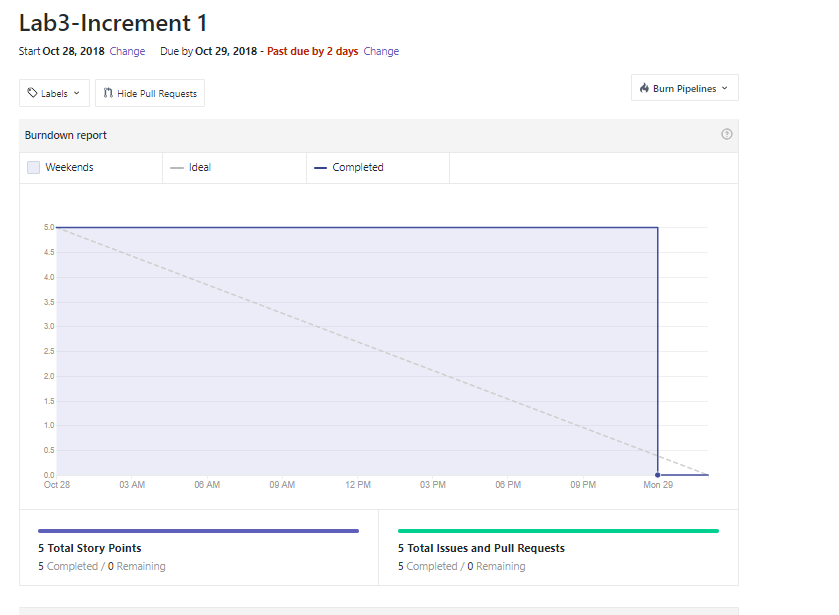 Lab3-Increment 1
Start Oct 28, 2018 Change Due by Oct 29, 2018 - Past due by 2 days Change
Labels Hide Pull Requests Burn Pipelines
Burndown report
Weekends Ideal Completed
5.0
4.5
4.0
3.5
3.0
2.5
2.0
1.5
1.0
0.5
0.0
Oct 28 03 AM 06 AM 09 AM 12 PM 03 PM 06 PM 09 PM Mon 29
5 Total Story Points
5 Completed / 0 Remaining
5 Total Issues and Pull Requests
5 Completed / 0 Remaining